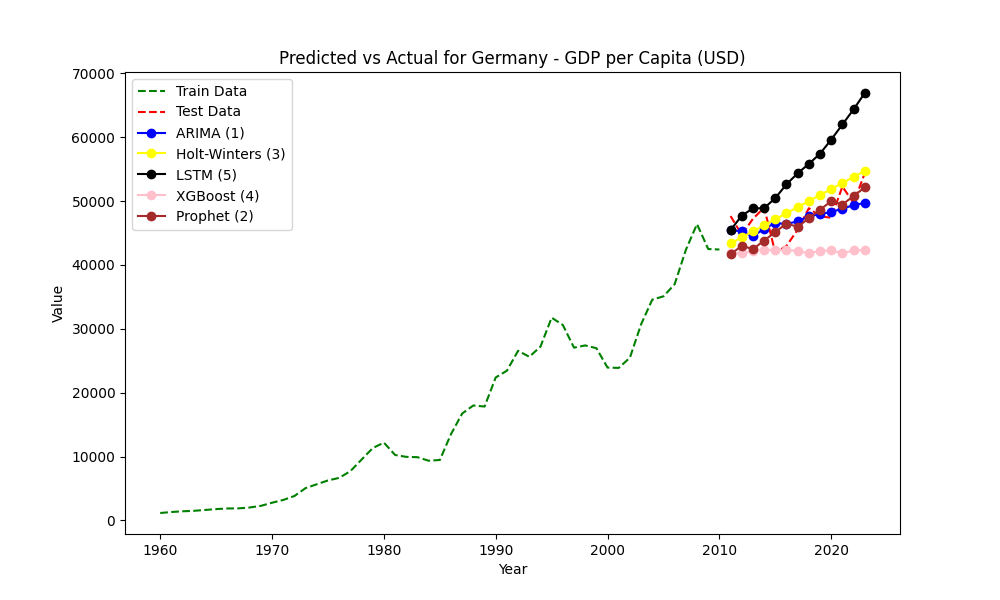 Predicted vs Actual for Germany - GDP per Capita (USD)
70000
60000
50000
40000
30000
20000
10000
0
Value
Train Data
Test Data
ARIMA (1)
Holt-Winters (3)
LSTM (5)
XGBoost (4)
Prophet (2)
1960 1970 1980 1990 2000 2010 2020
Year